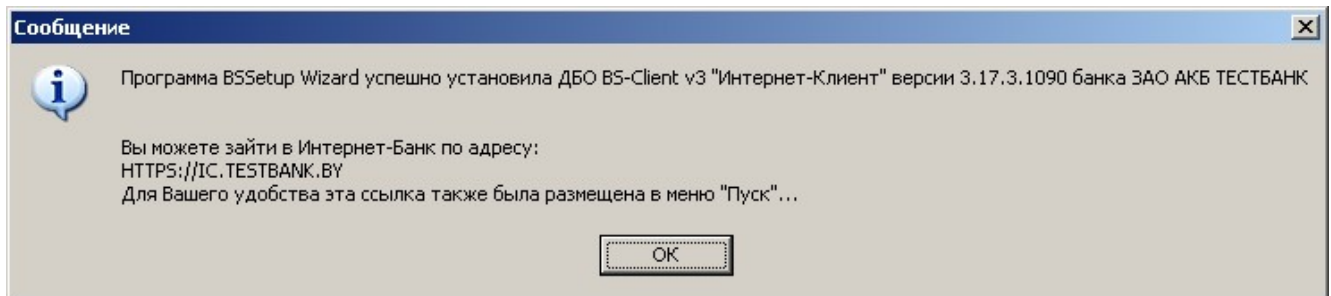 Сообщение
Программа BSSetup Wizard успешно установила ДБО BS-Client v3 "Интернет-Клиент" версии 3.17.3.1090 банка ЗАО АКБ ТЕСТБАНК
Вы можете зайти в Интернет-Банк по адресу:
HTTPS://IC.TESTBANK.BY
Для Вашего удобства эта ссылка также была размещена в меню "Пуск"...
ОК